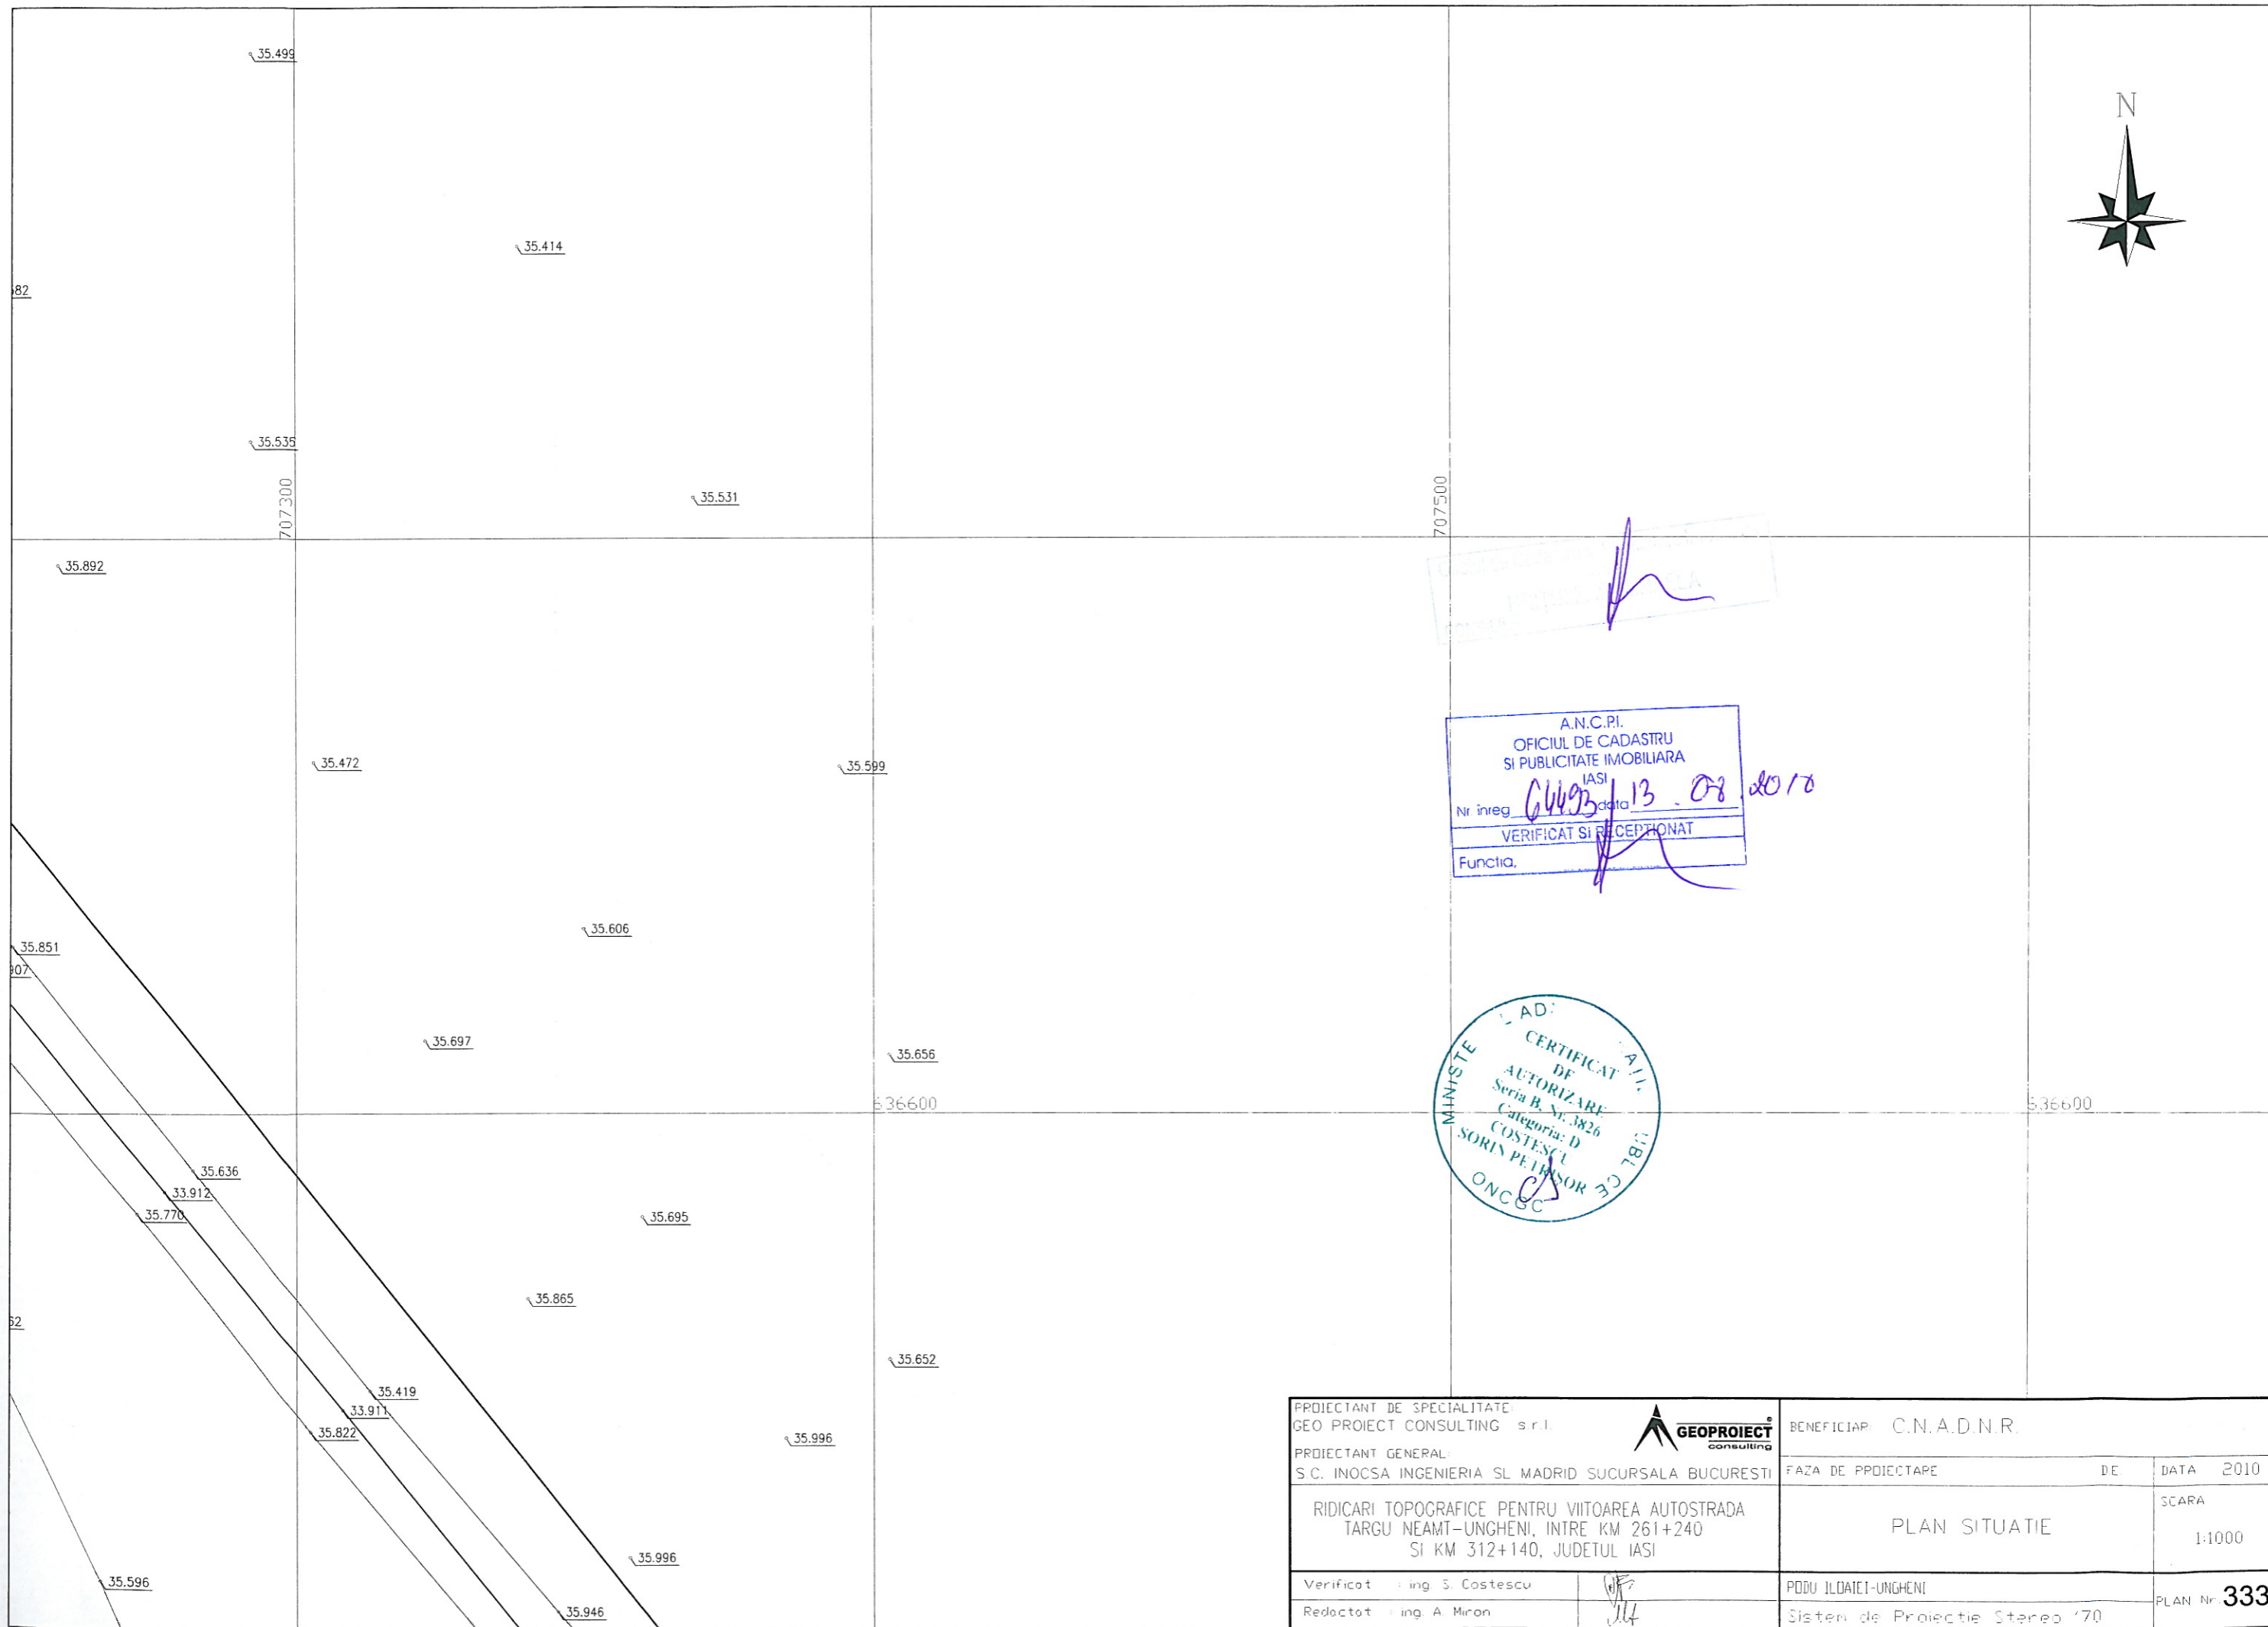 35.499
N
35.414
82
35.535
707300
35.531
707500
35.892
35.472
35.599
A.N.C.P.I.
OFICIUL DE CADASTRU
SI PUBLICITATE IMOBILIARA
IASI
Nr inreg 64493 data 13 . 08 . 2010
VERIFICAT SI RECEPTIONAT
Functia,
35.606
35.851
907
35.697
35.656
636600
636600
MINISTE
CERTIFICAT
DE
AUTORIZARE
Seria B, Nr. 3826
Categoria: D
COSTESCU
SORIN PETRISOR
ONCGC
35.636
33.912
35.770
35.695
35.865
62
35.652
35.419
33.911
35.822
35.996
35.996
35.596
35.946
PROIECTANT DE SPECIALITATE:
GEO PROIECT CONSULTING s.r.l.
GEOPROIECT
consulting
PROIECTANT GENERAL:
S.C. INOCSA INGENIERIA SL MADRID SUCURSALA BUCURESTI
BENEFICIAR: C.N.A.D.N.R.
FAZA DE PROIECTARE D.E.
DATA 2010
RIDICARI TOPOGRAFICE PENTRU VIITOAREA AUTOSTRADA
TARGU NEAMT-UNGHENI, INTRE KM 261+240
SI KM 312+140, JUDETUL IASI
PLAN SITUATIE
SCARA
1:1000
Verificat : ing. S. Costescu
Redactat : ing. A. Miron
PODU ILOAIEI-UNGHENI
Sistem de Proiectie Stereo '70
PLAN Nr. 333